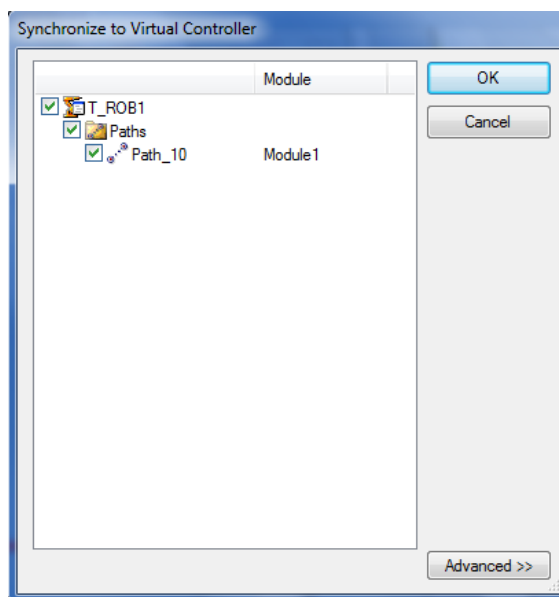 Synchronize to Virtual Controller
Module
OK
T_ROB1
Cancel
Paths
Path_10 Module1
Advanced >>